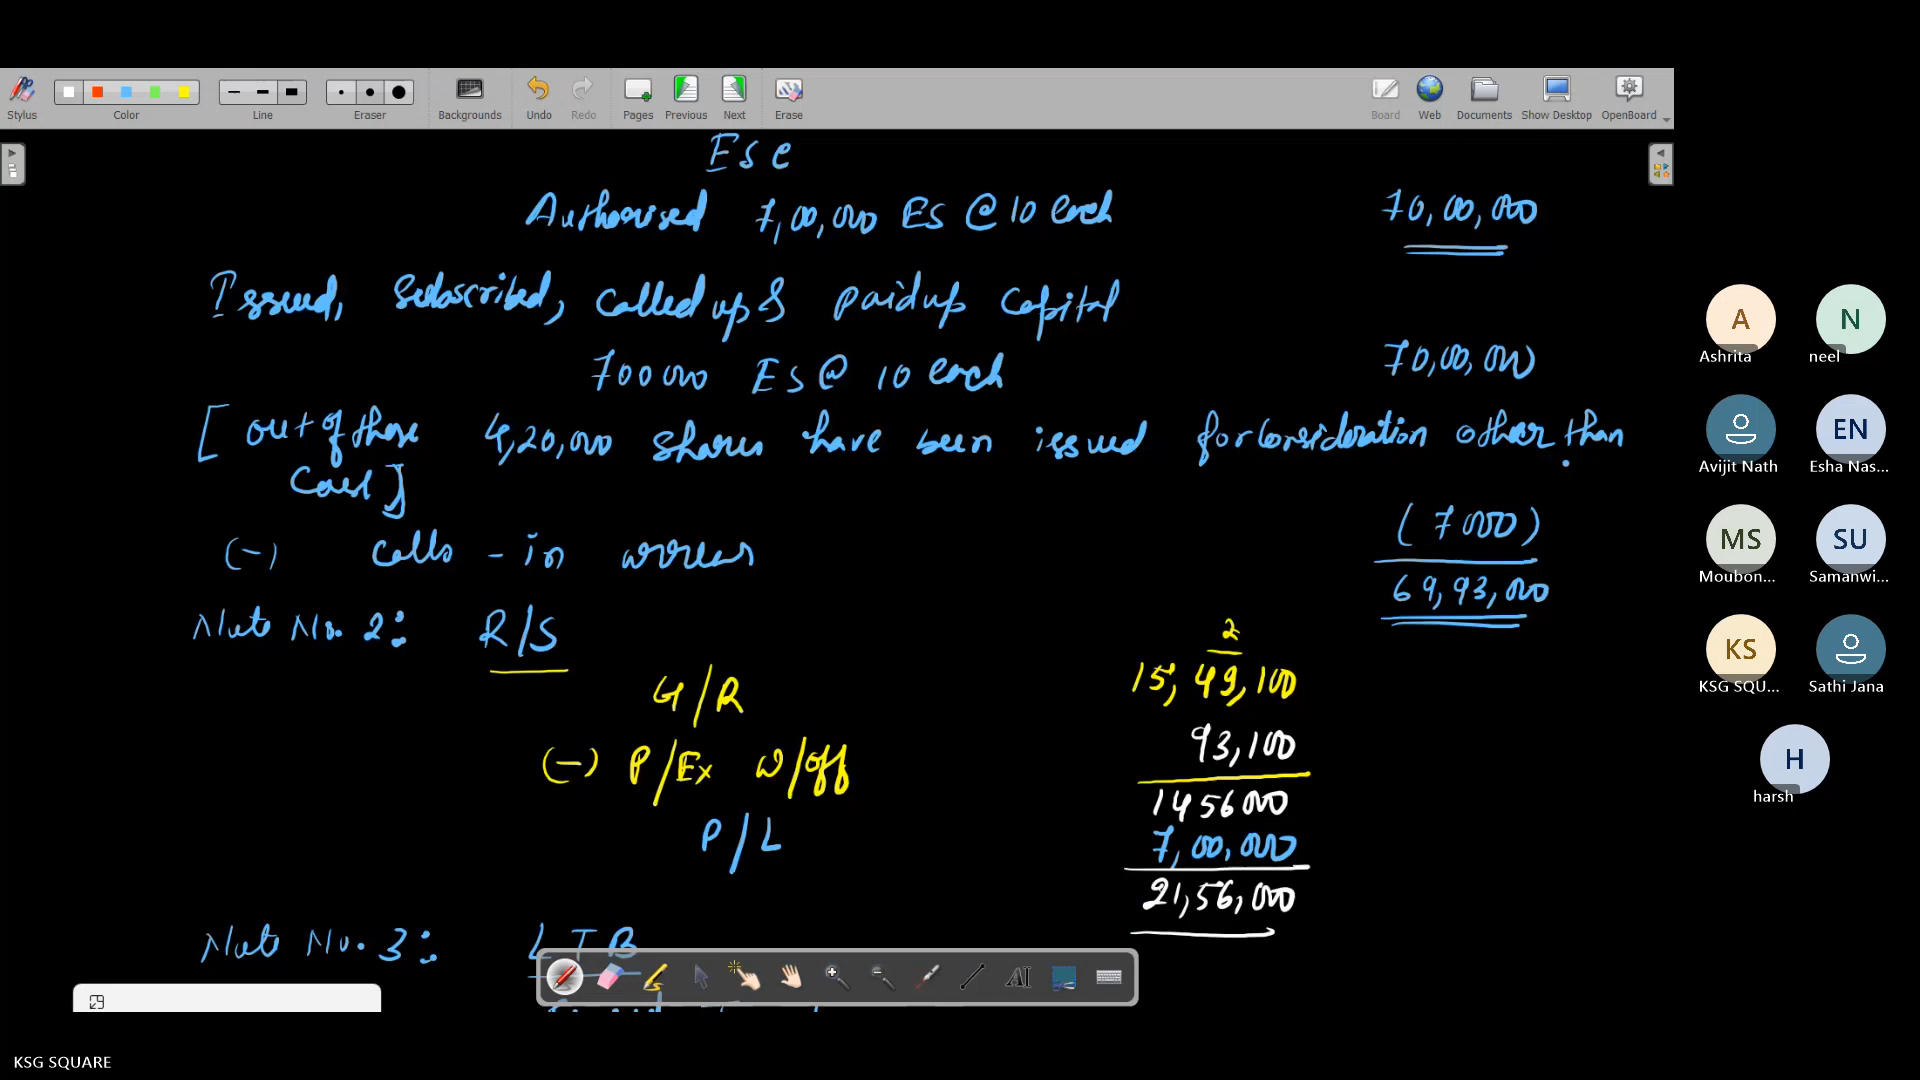 Stylus
Color
Line
Eraser
Backgrounds
Undo
Redo
Pages
Previous
Next
Erase
Board
Web
Documents
Show Desktop
OpenBoard
ESC
Authorised 7,00,000 ES @ 10 each 70,00,000
Issued, Subscribed, Called up & paid up Capital
700000 ES @ 10 each 70,00,000
[Out of these 4,20,000 shares have been issued for consideration other than
Cash]
(7000)
(-) Calls-in arrears
69,93,000
Note No. 2: R/S
2
G/R 15,49,100
(-) P/Ex W/off 93,100
1456000
P/L 7,00,000
21,56,000
Note No. 3: LTB
A
Ashrita
N
neel
Avijit Nath
EN
Esha Nas...
MS
Moubon...
SU
Samanwi...
KS
KSG SQU...
Sathi Jana
H
harsh
KSG SQUARE